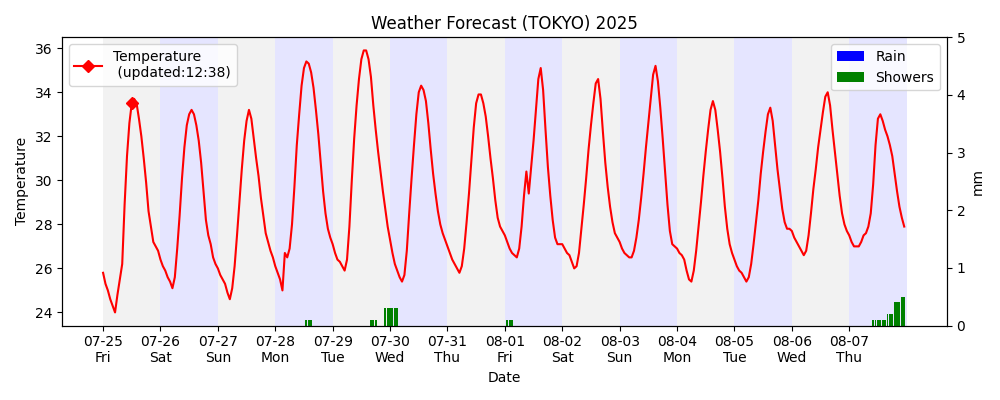 Weather Forecast (TOKYO) 2025
Temperature
(updated:12:38)
Rain
Showers
36
34
32
30
28
26
24
Temperature
5
4
3
2
1
0
mm
07-25 07-26 07-27 07-28 07-29 07-30 07-31 08-01 08-02 08-03 08-04 08-05 08-06 08-07
Fri Sat Sun Mon Tue Wed Thu Fri Sat Sun Mon Tue Wed Thu
Date